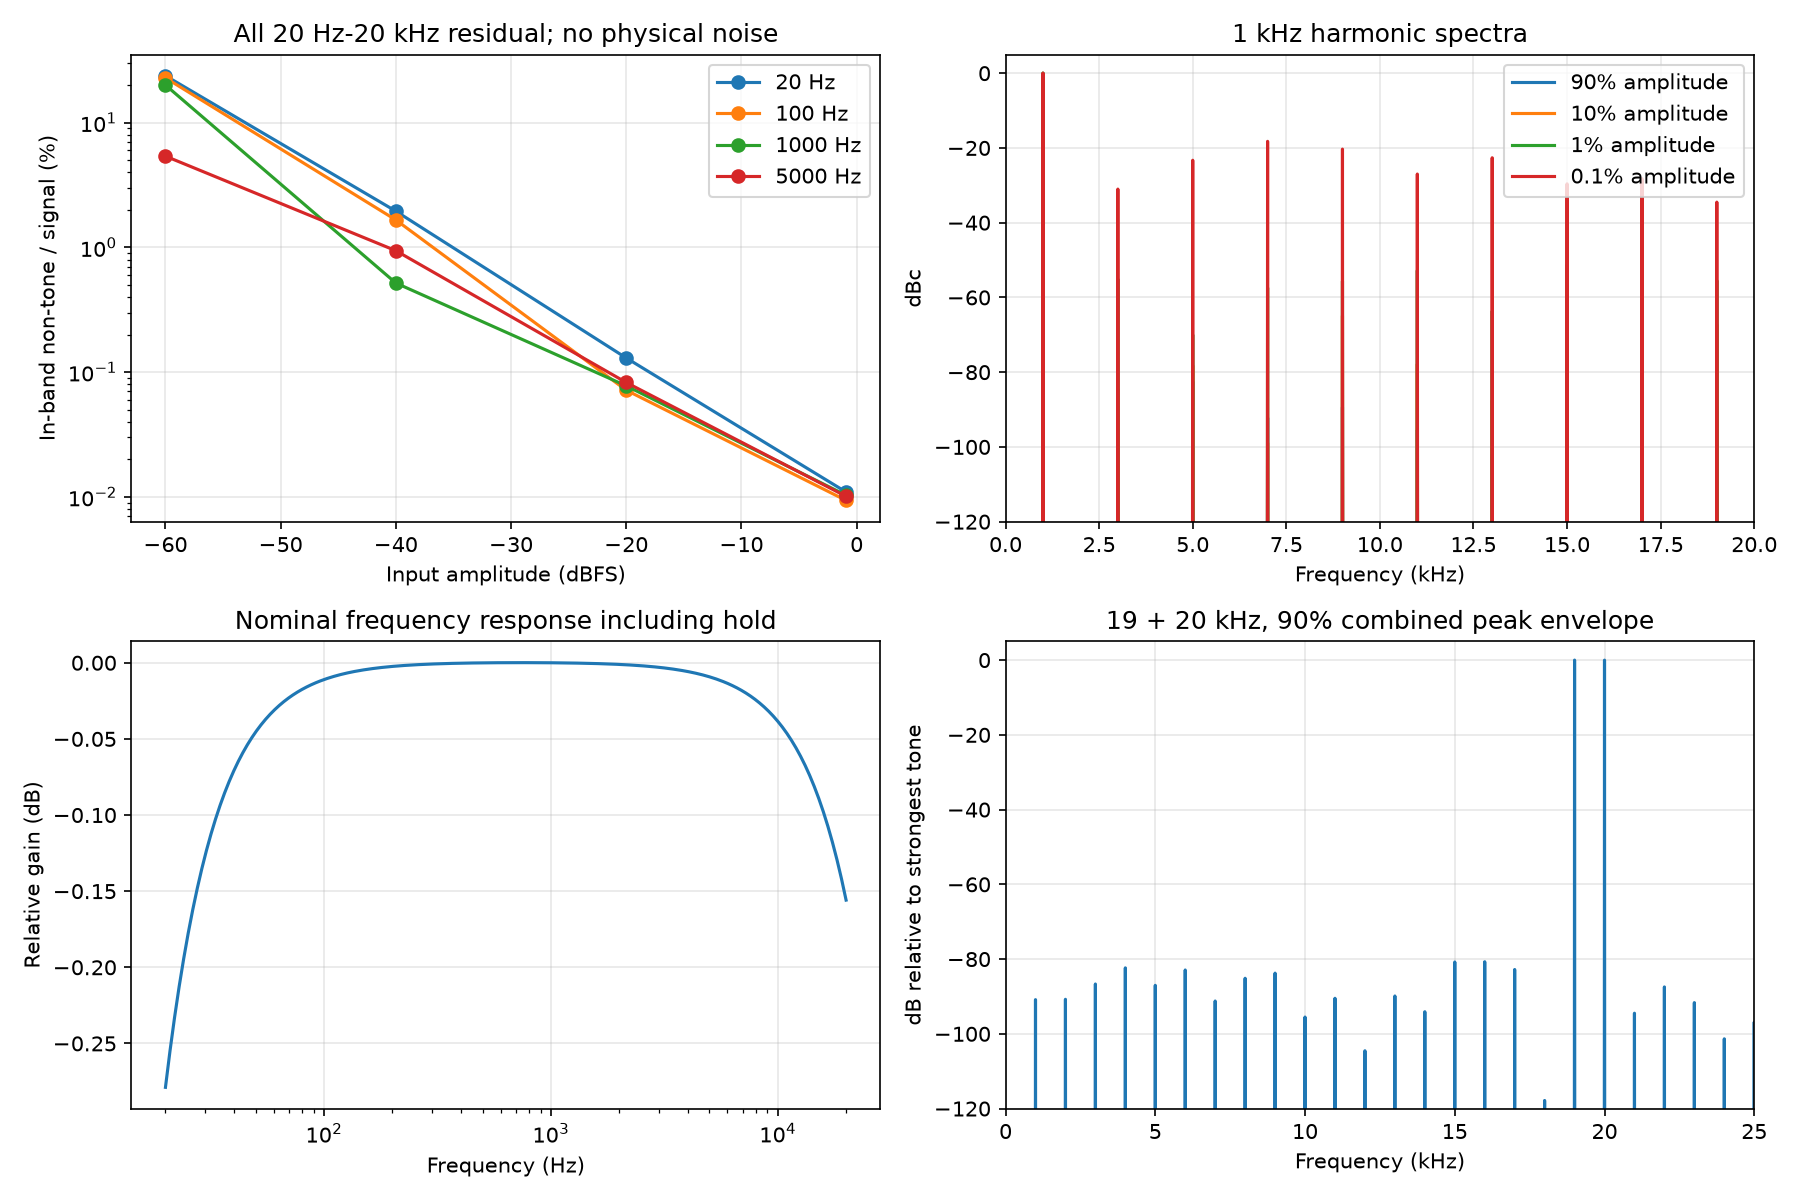 All 20 Hz-20 kHz residual; no physical noise
In-band non-tone / signal (%)
10¹
10⁰
10⁻¹
10⁻²
−60
−50
−40
−30
−20
−10
0
Input amplitude (dBFS)
20 Hz
100 Hz
1000 Hz
5000 Hz
1 kHz harmonic spectra
dBc
0
−20
−40
−60
−80
−100
−120
0.0
2.5
5.0
7.5
10.0
12.5
15.0
17.5
20.0
Frequency (kHz)
90% amplitude
10% amplitude
1% amplitude
0.1% amplitude
Nominal frequency response including hold
Relative gain (dB)
0.00
−0.05
−0.10
−0.15
−0.20
−0.25
10²
10³
10⁴
Frequency (Hz)
19 + 20 kHz, 90% combined peak envelope
dB relative to strongest tone
0
−20
−40
−60
−80
−100
−120
0
5
10
15
20
25
Frequency (kHz)